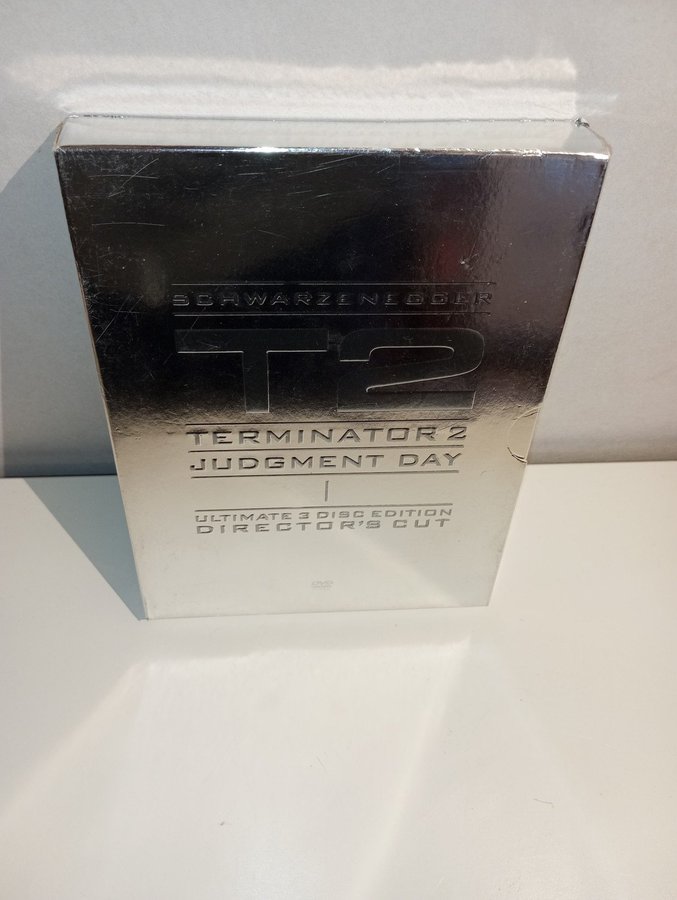 SCHWARZENEGGER
T2
TERMINATOR 2
JUDGMENT DAY
ULTIMATE 3 DISC EDITION
DIRECTOR'S CUT
DVD